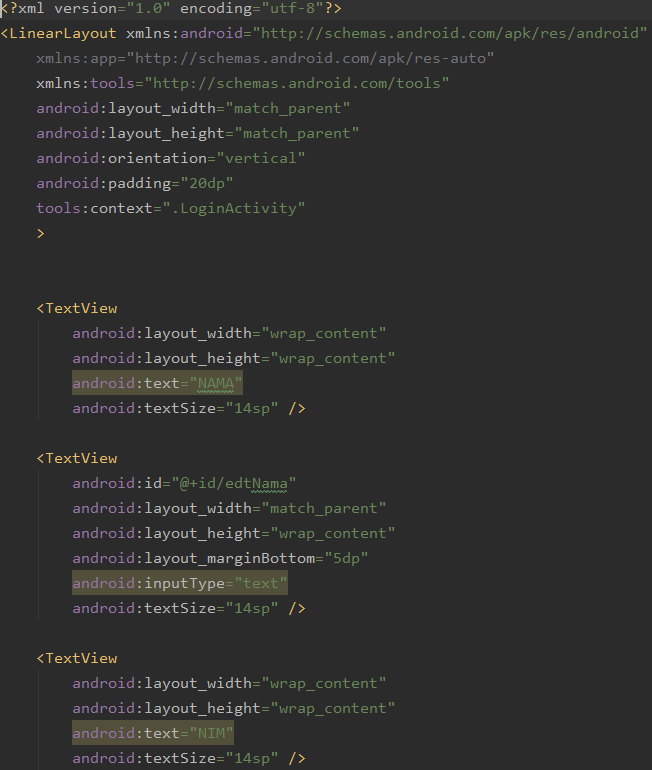 <?xml version="1.0" encoding="utf-8"?>
<LinearLayout xmlns:android="http://schemas.android.com/apk/res/android"
    xmlns:app="http://schemas.android.com/apk/res-auto"
    xmlns:tools="http://schemas.android.com/tools"
    android:layout_width="match_parent"
    android:layout_height="match_parent"
    android:orientation="vertical"
    android:padding="20dp"
    tools:context=".LoginActivity"
    >
    <TextView
        android:layout_width="wrap_content"
        android:layout_height="wrap_content"
        android:text="NAMA"
        android:textSize="14sp" />
    <TextView
        android:id="@+id/edtNama"
        android:layout_width="match_parent"
        android:layout_height="wrap_content"
        android:layout_marginBottom="5dp"
        android:inputType="text"
        android:textSize="14sp" />
    <TextView
        android:layout_width="wrap_content"
        android:layout_height="wrap_content"
        android:text="NIM"
        android:textSize="14sp" />